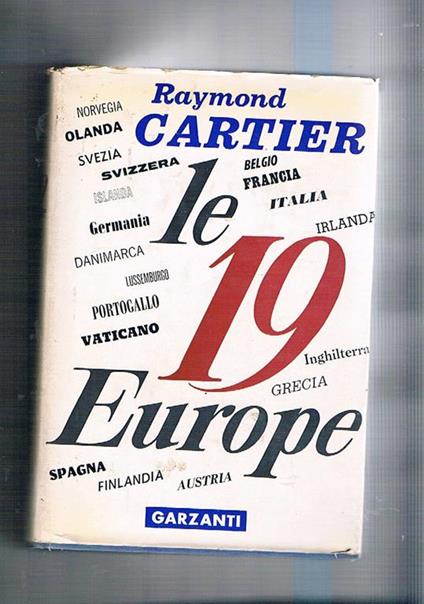 Raymond
CARTIER
NORVEGIA
OLANDA
SVEZIA
SVIZZERA
BELGIO
FRANCIA
ISLANDA
ITALIA
Germania
le
IRLANDA
DANIMARCA
LUSSEMBURGO
19
PORTOGALLO
VATICANO
Inghilterra
GRECIA
Europe
SPAGNA
FINLANDIA
AUSTRIA
GARZANTI